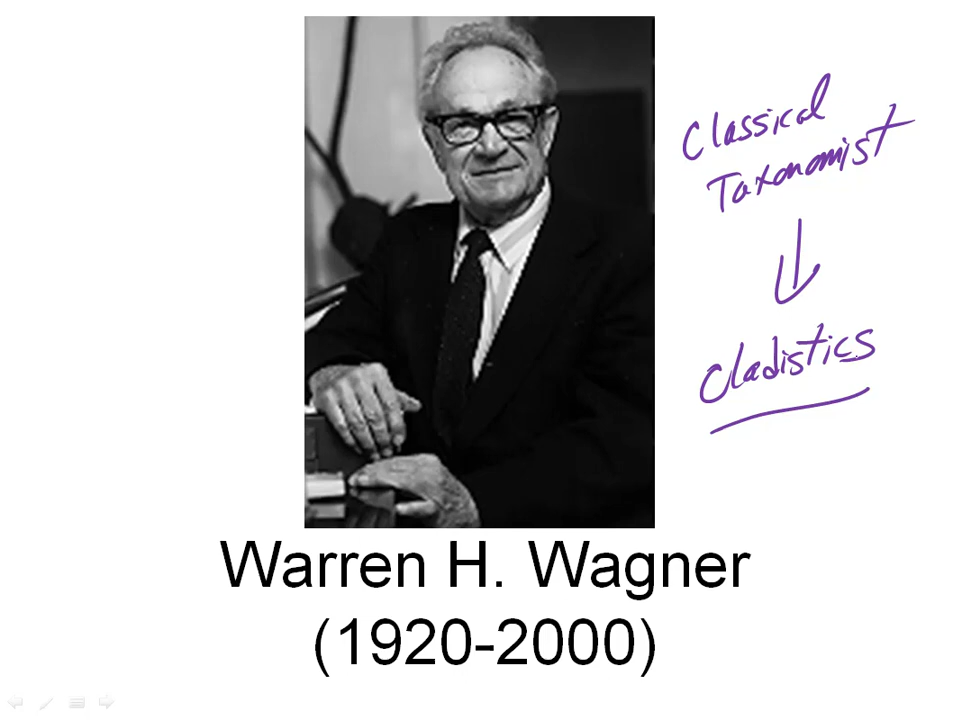 Classical
Taxonomist
Cladistics
Warren H. Wagner
(1920-2000)